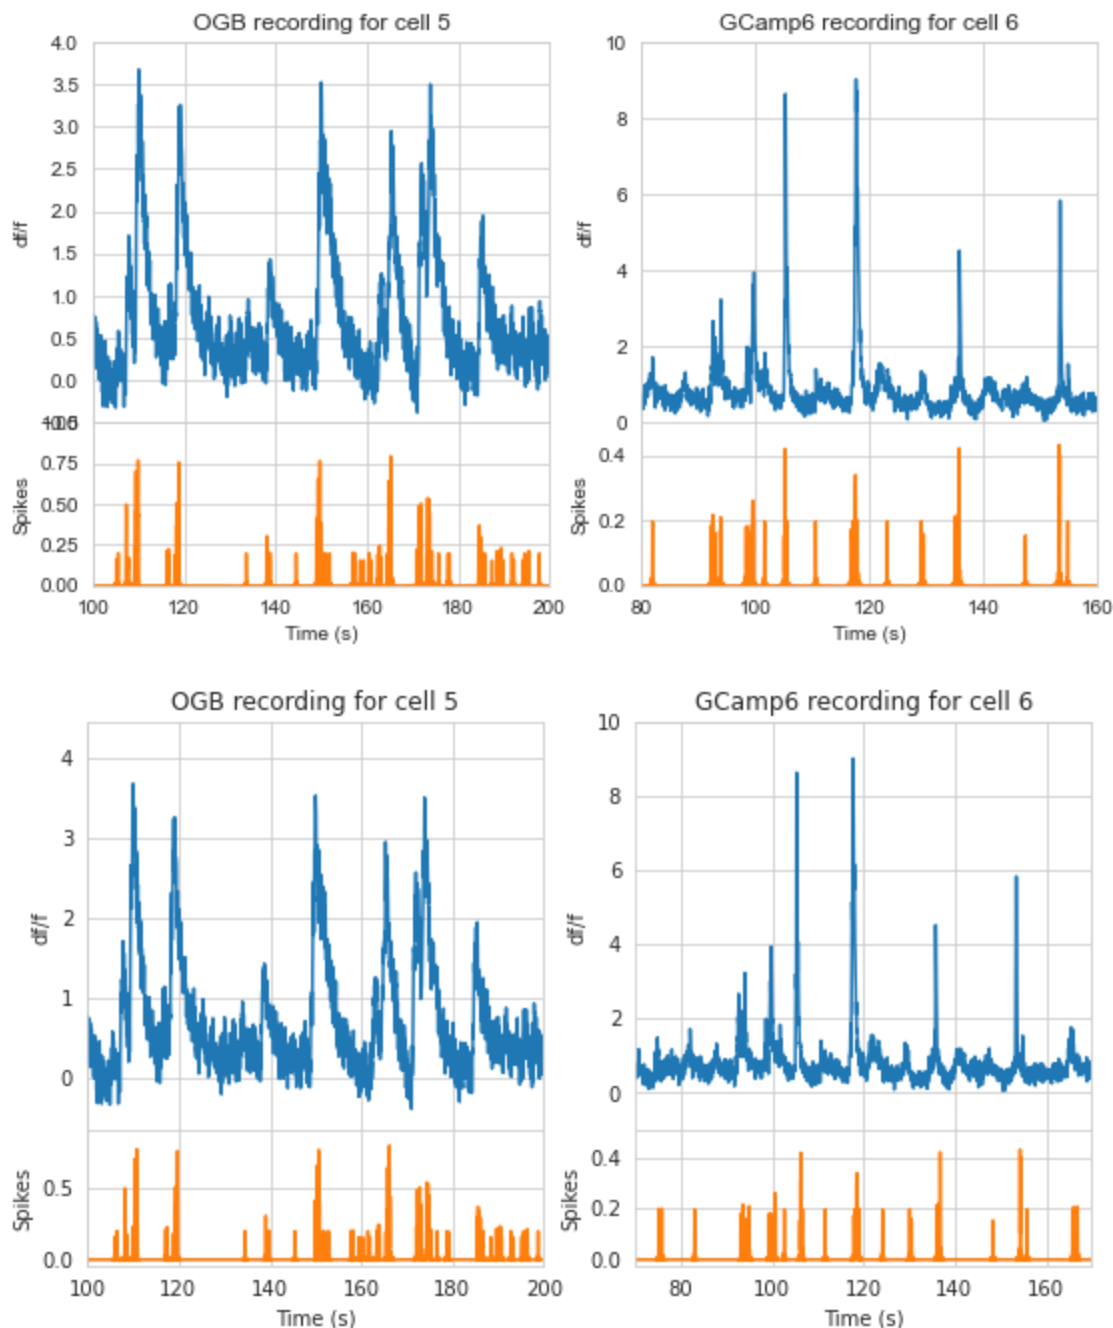 OGB recording for cell 5
GCamp6 recording for cell 6
4.0
3.5
3.0
2.5
2.0
1.5
1.0
0.5
0.0
df/f
10
8
6
4
2
0
df/f
0.75
0.50
0.25
0.00
Spikes
0.4
0.2
0.0
Spikes
100 120 140 160 180 200
80 100 120 140 160
Time (s)
Time (s)
OGB recording for cell 5
GCamp6 recording for cell 6
4
3
2
1
0
df/f
10
8
6
4
2
0
df/f
0.5
0.0
Spikes
0.4
0.2
0.0
Spikes
100 120 140 160 180 200
80 100 120 140 160
Time (s)
Time (s)